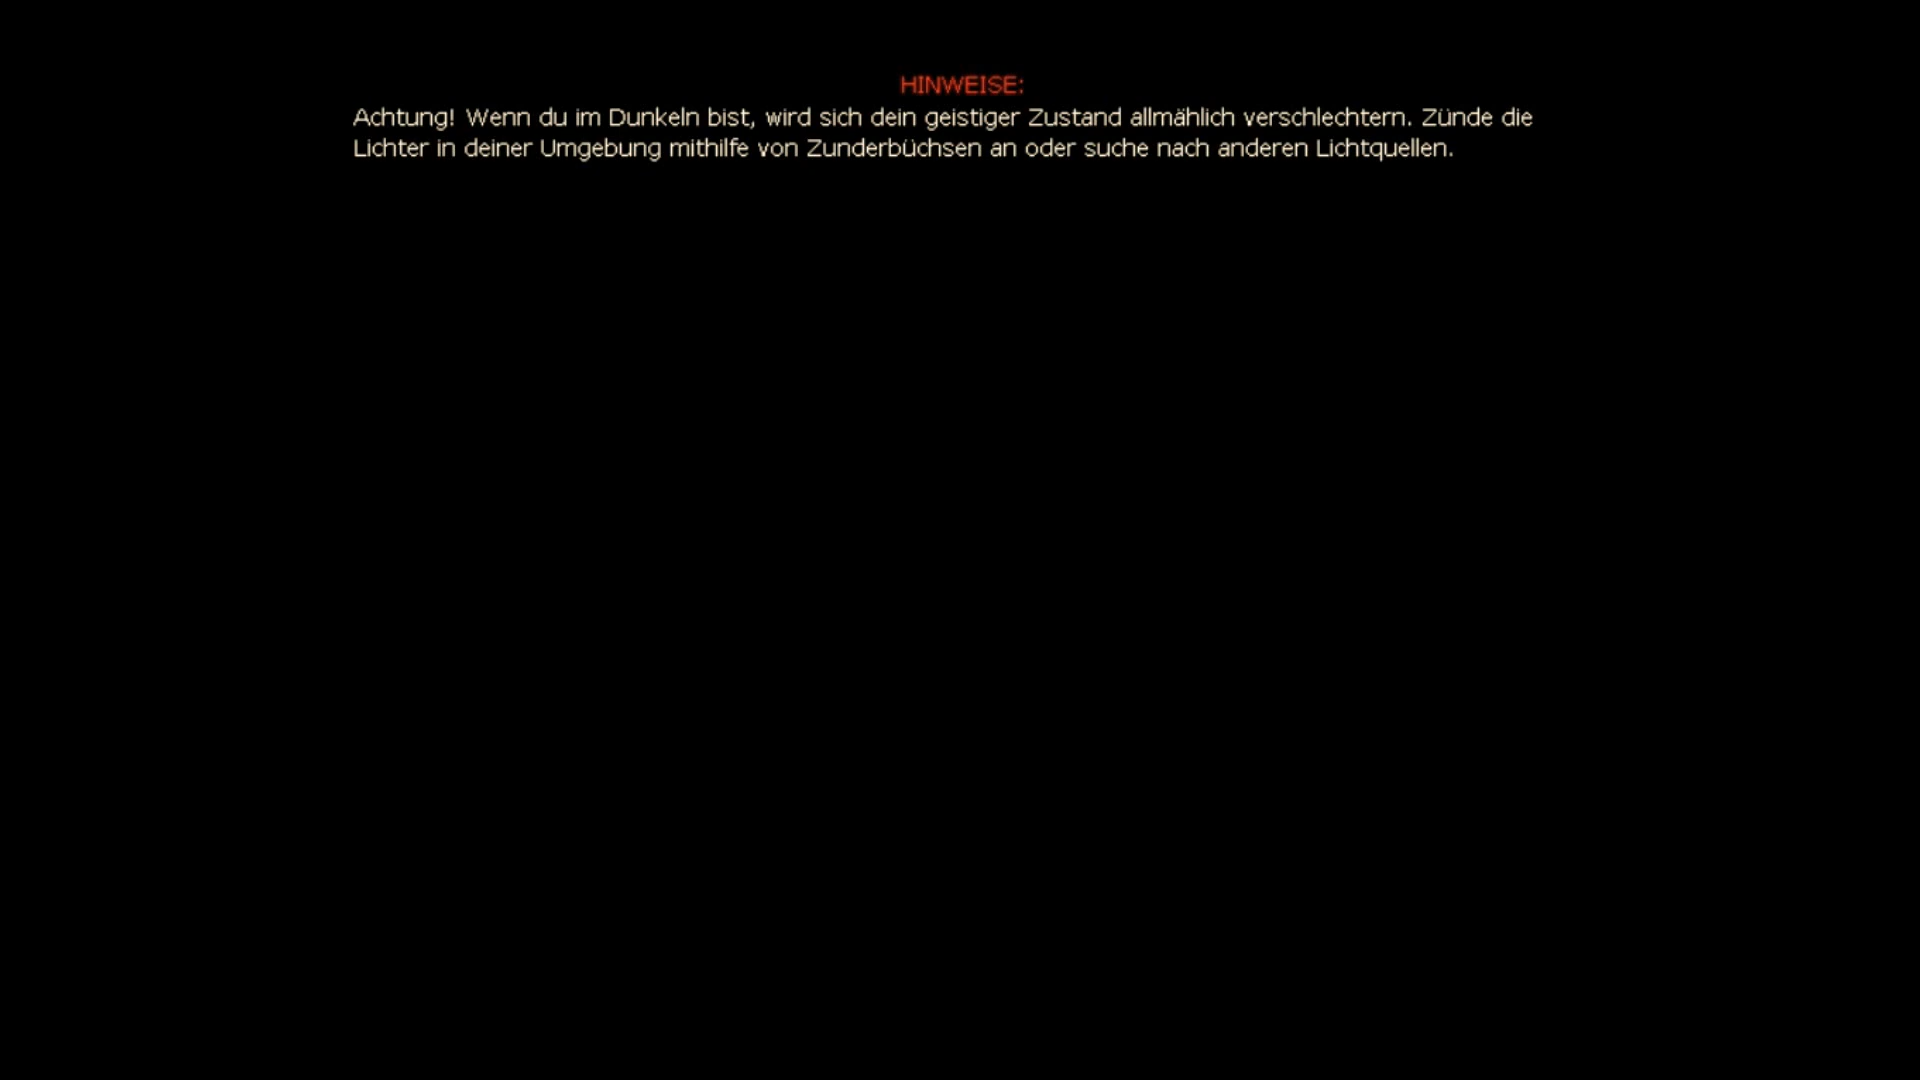 HINWEISE:
Achtung! Wenn du im Dunkeln bist, wird sich dein geistiger Zustand allmählich verschlechtern. Zünde die
Lichter in deiner Umgebung mithilfe von Zunderbüchsen an oder suche nach anderen Lichtquellen.